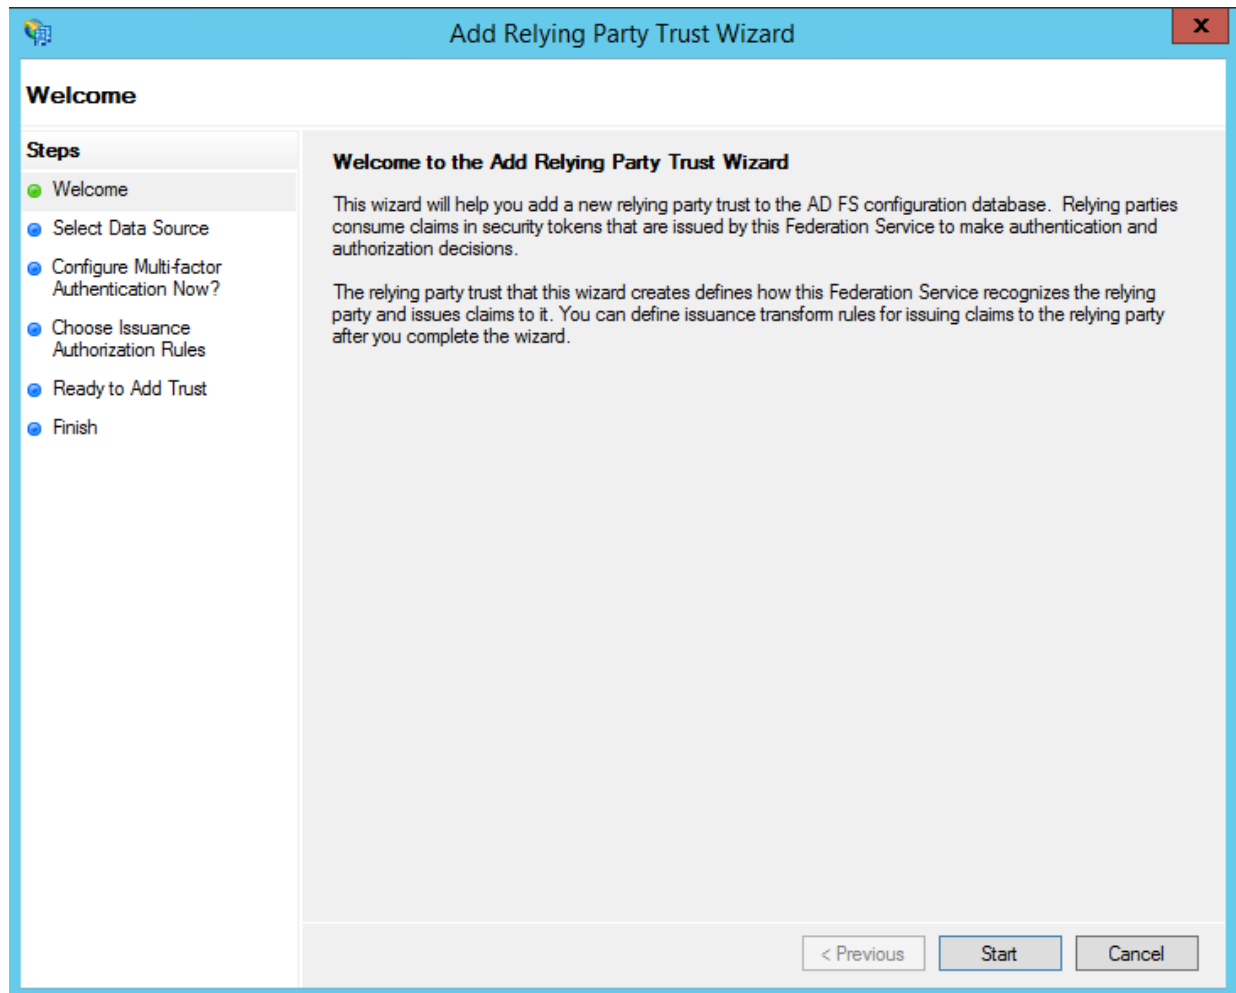 Add Relying Party Trust Wizard
x
Welcome
Steps
Welcome
Select Data Source
Configure Multi-factor
Authentication Now?
Choose Issuance
Authorization Rules
Ready to Add Trust
Finish
Welcome to the Add Relying Party Trust Wizard
This wizard will help you add a new relying party trust to the AD FS configuration database.  Relying parties
consume claims in security tokens that are issued by this Federation Service to make authentication and
authorization decisions.
The relying party trust that this wizard creates defines how this Federation Service recognizes the relying
party and issues claims to it. You can define issuance transform rules for issuing claims to the relying party
after you complete the wizard.
< Previous
Start
Cancel